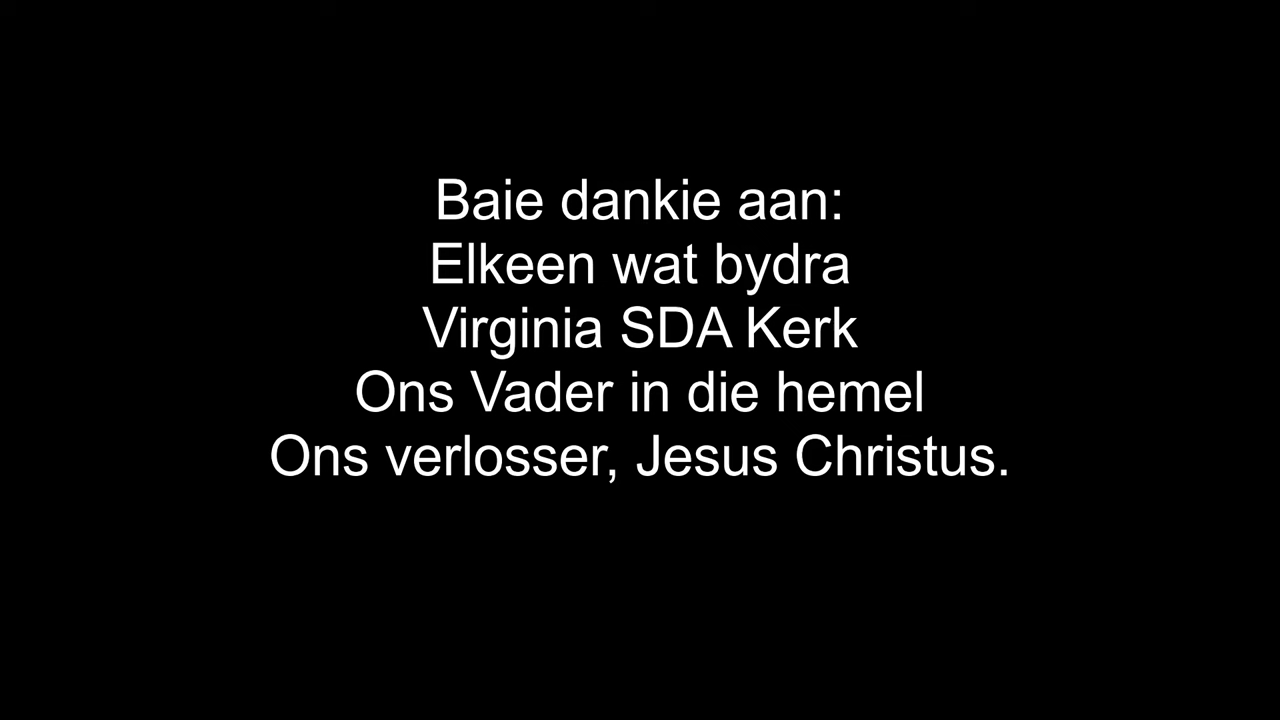 Baie dankie aan:
Elkeen wat bydra
Virginia SDA Kerk
Ons Vader in die hemel
Ons verlosser, Jesus Christus.